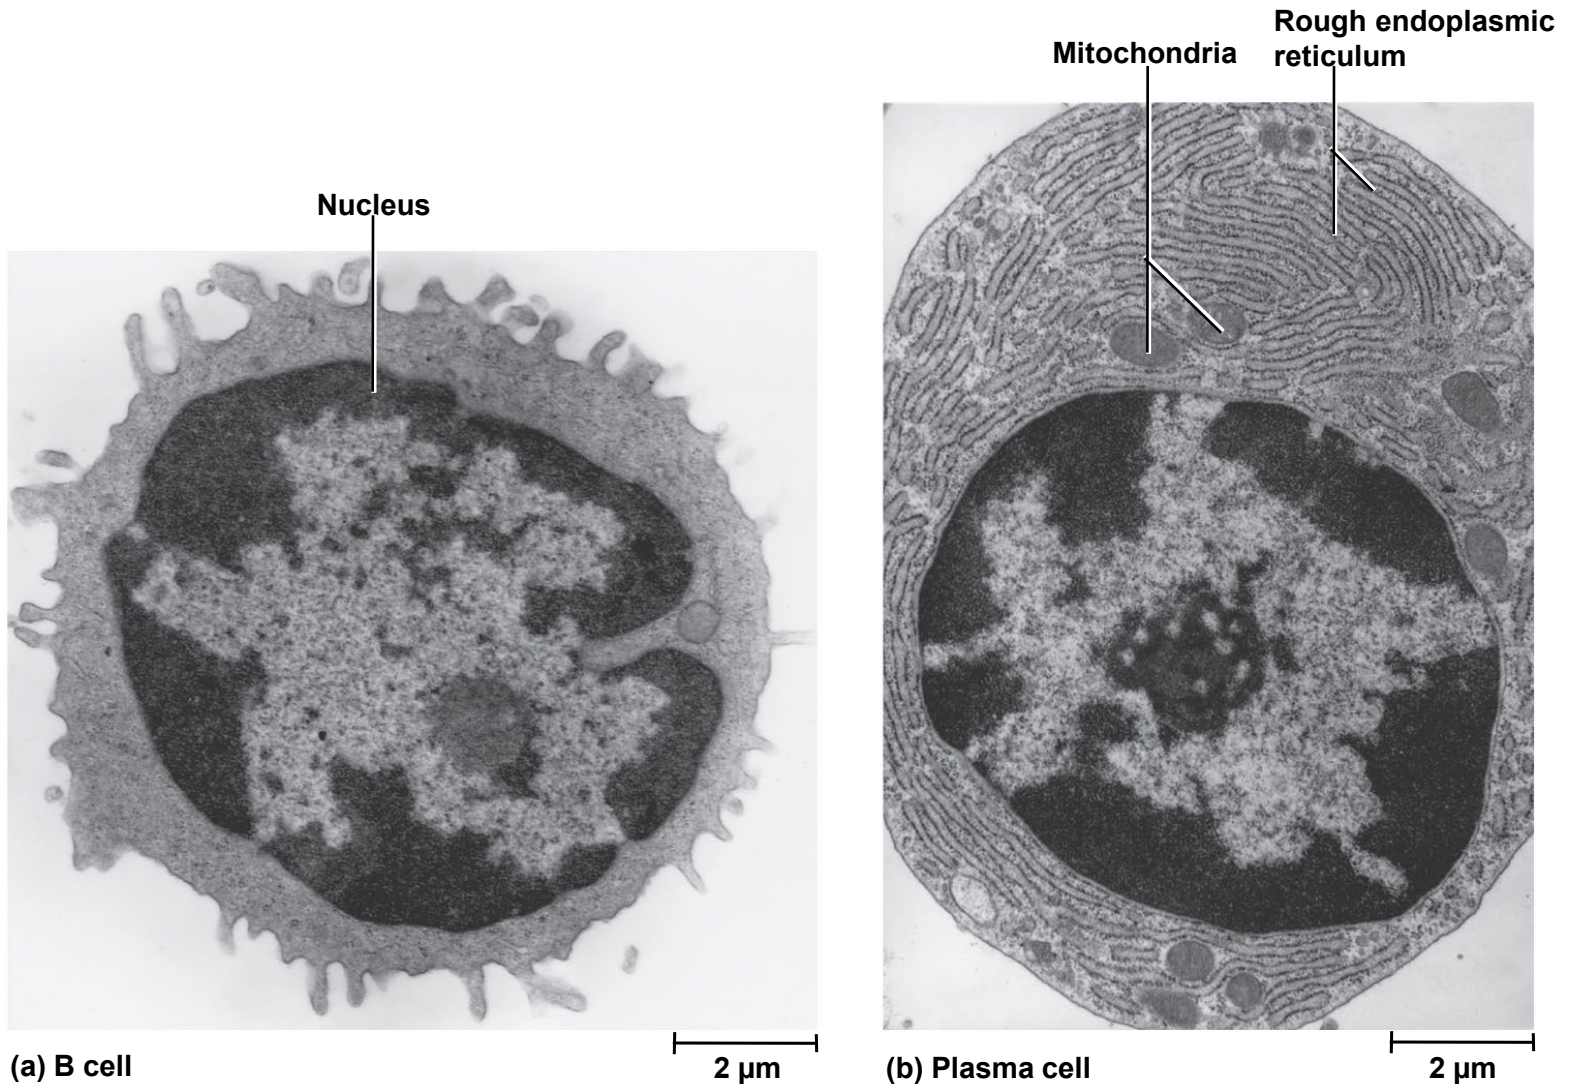 Rough endoplasmic
reticulum
Mitochondria
Nucleus
2 µm
2 µm
(a) B cell
(b) Plasma cell